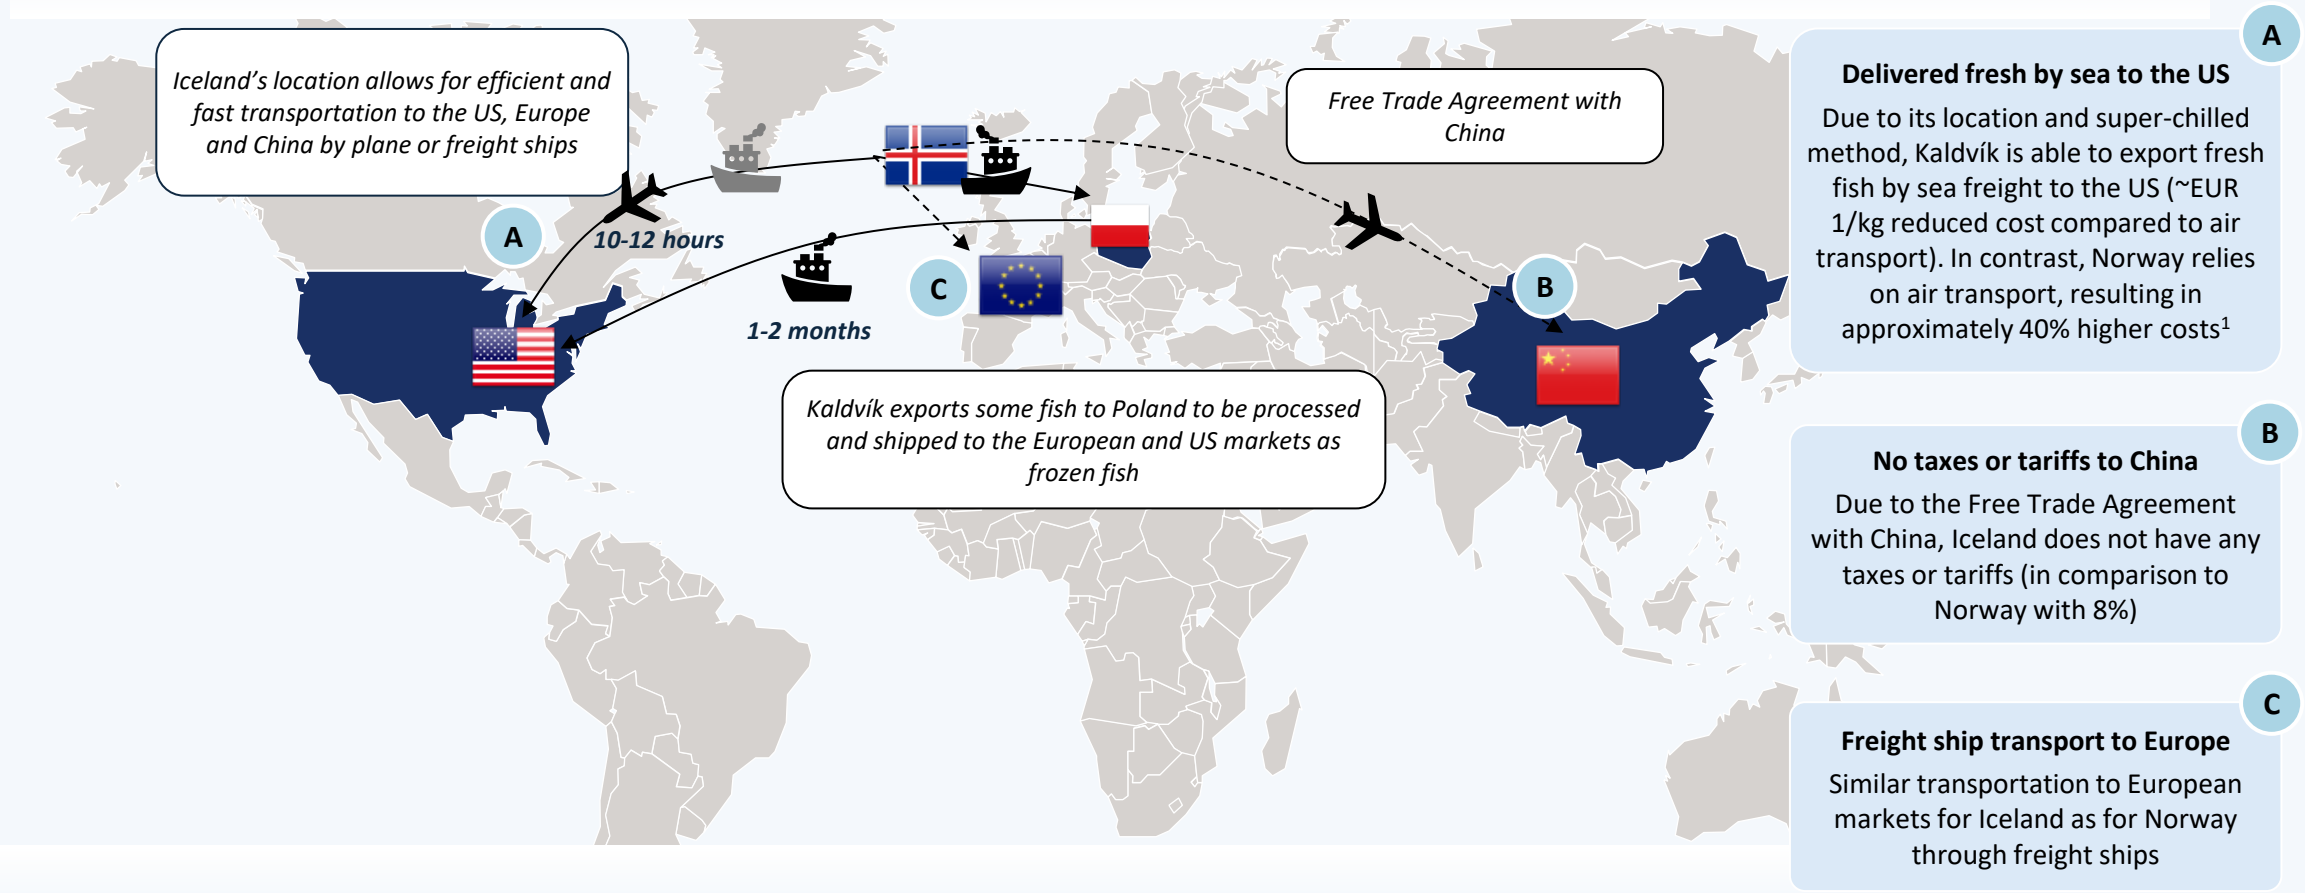 Iceland's location allows for efficient and
fast transportation to the US, Europe
and China by plane or freight ships
Free Trade Agreement with
China
A
10-12 hours
1-2 months
C
B
Kaldvík exports some fish to Poland to be processed
and shipped to the European and US markets as
frozen fish
A
Delivered fresh by sea to the US
Due to its location and super-chilled
method, Kaldvík is able to export fresh
fish by sea freight to the US (~EUR
1/kg reduced cost compared to air
transport). In contrast, Norway relies
on air transport, resulting in
approximately 40% higher costs¹
B
No taxes or tariffs to China
Due to the Free Trade Agreement
with China, Iceland does not have any
taxes or tariffs (in comparison to
Norway with 8%)
C
Freight ship transport to Europe
Similar transportation to European
markets for Iceland as for Norway
through freight ships